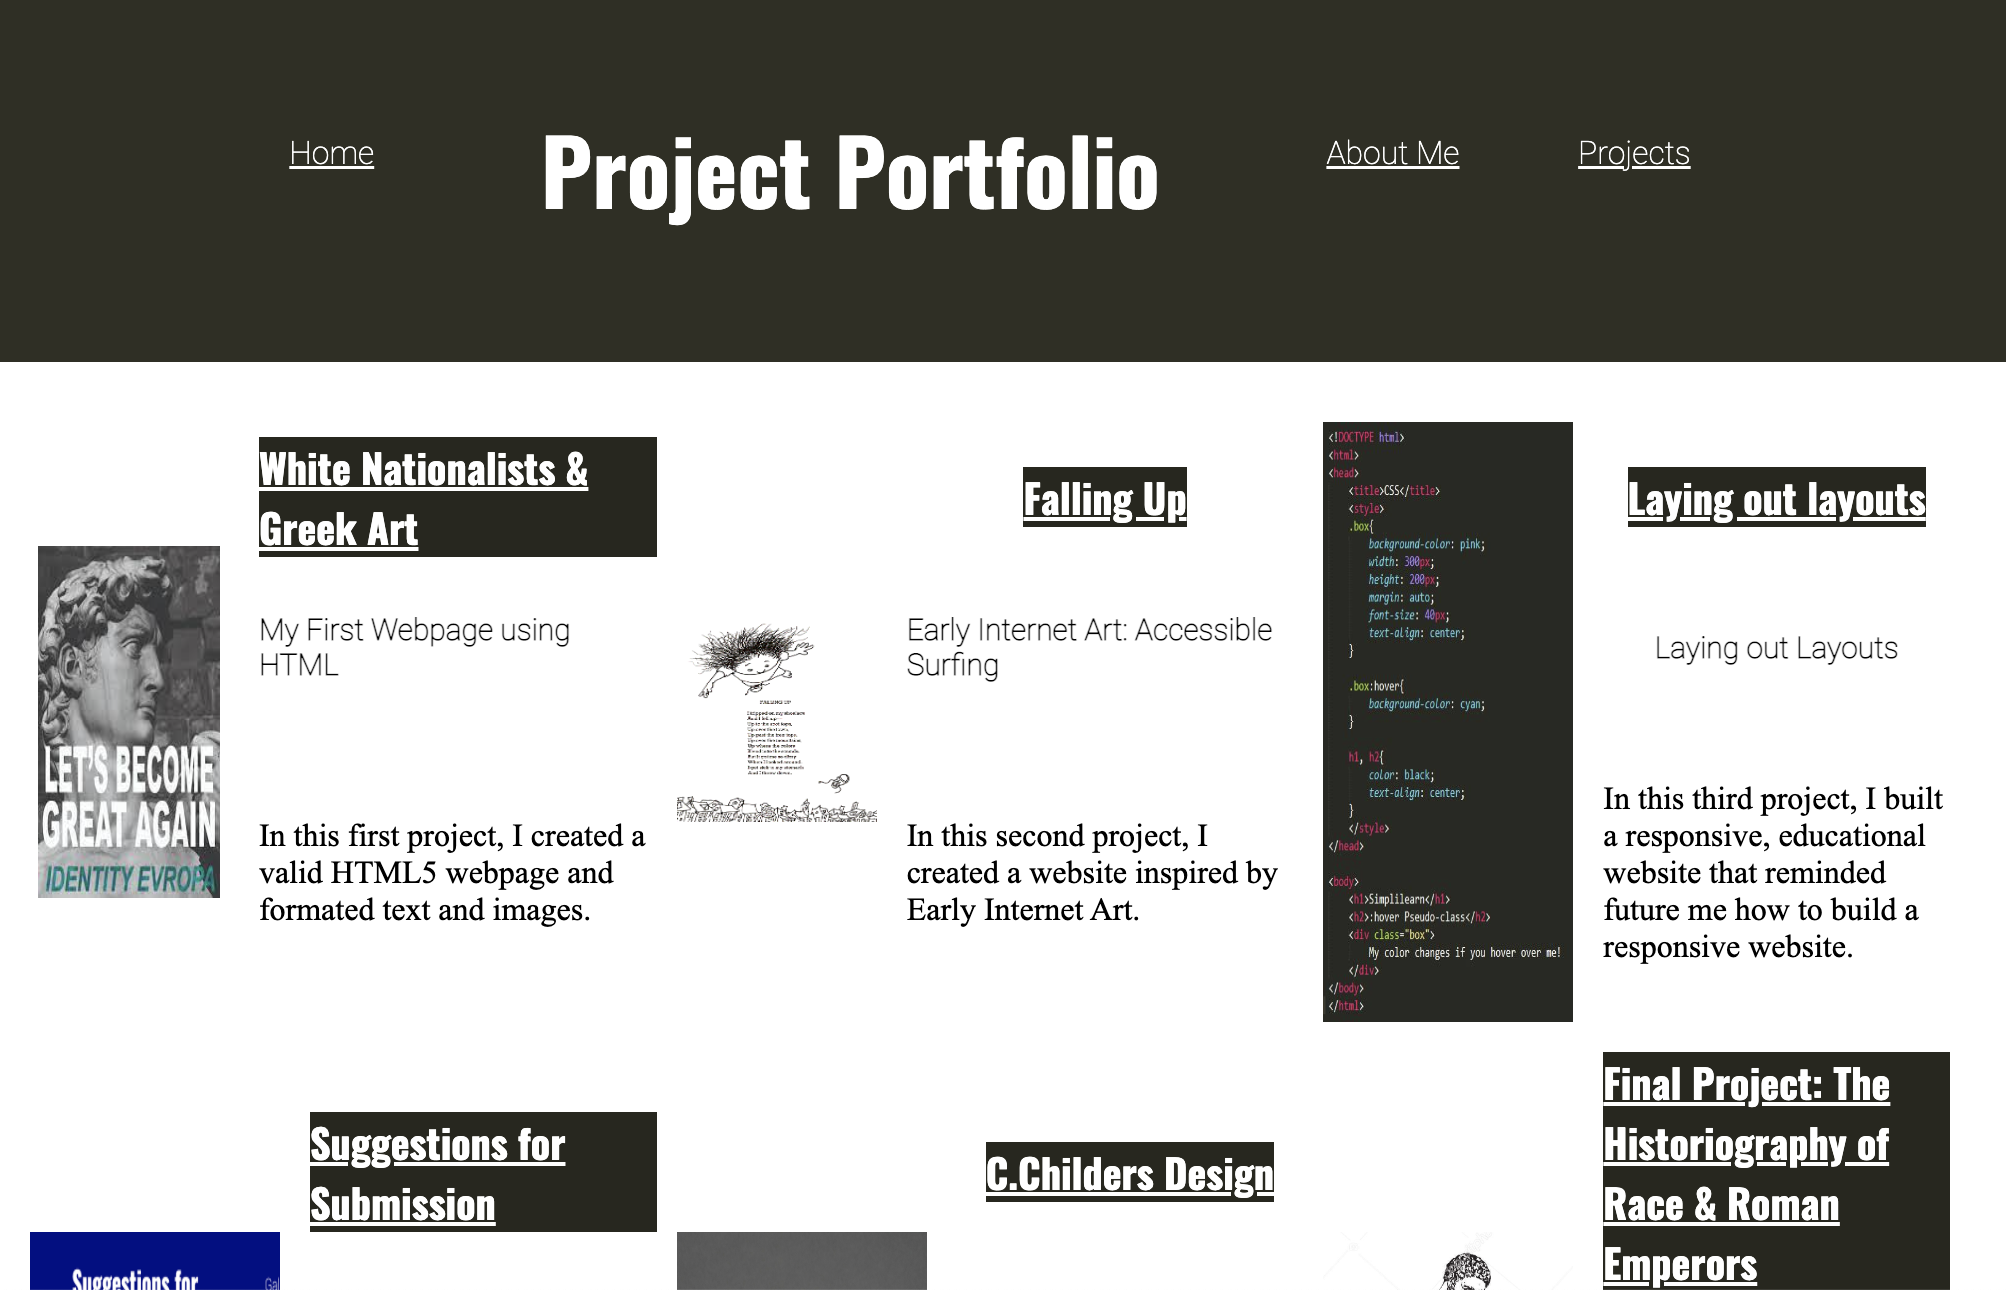 Home
Project Portfolio
About Me
Projects
White Nationalists &
Greek Art
LET'S BECOME
GREAT AGAIN
IDENTITY EVROPA
My First Webpage using
HTML
In this first project, I created a
valid HTML5 webpage and
formated text and images.
FALLING UP
Falling Up
Early Internet Art: Accessible
Surfing
In this second project, I
created a website inspired by
Early Internet Art.
<!DOCTYPE html>
<html>
<head>
<title>CSS</title>
<style>
.box{
background-color: pink;
width: 300px;
height: 200px;
margin: auto;
font-size: 40px;
text-align: center;
}
.box:hover{
background-color: cyan;
}
h1, h2{
color: black;
text-align: center;
}
</style>
</head>
<body>
<h1>Simplilearn</h1>
<h2>:hover Pseudo-class</h2>
<div class="box">
My color changes if you hover over me!
</div>
</body>
</html>
Laying out layouts
Laying out Layouts
In this third project, I built
a responsive, educational
website that reminded
future me how to build a
responsive website.
Suggestions for
Submission
Suggestions for
Gal
C.Childers Design
Final Project: The
Historiography of
Race & Roman
Emperors